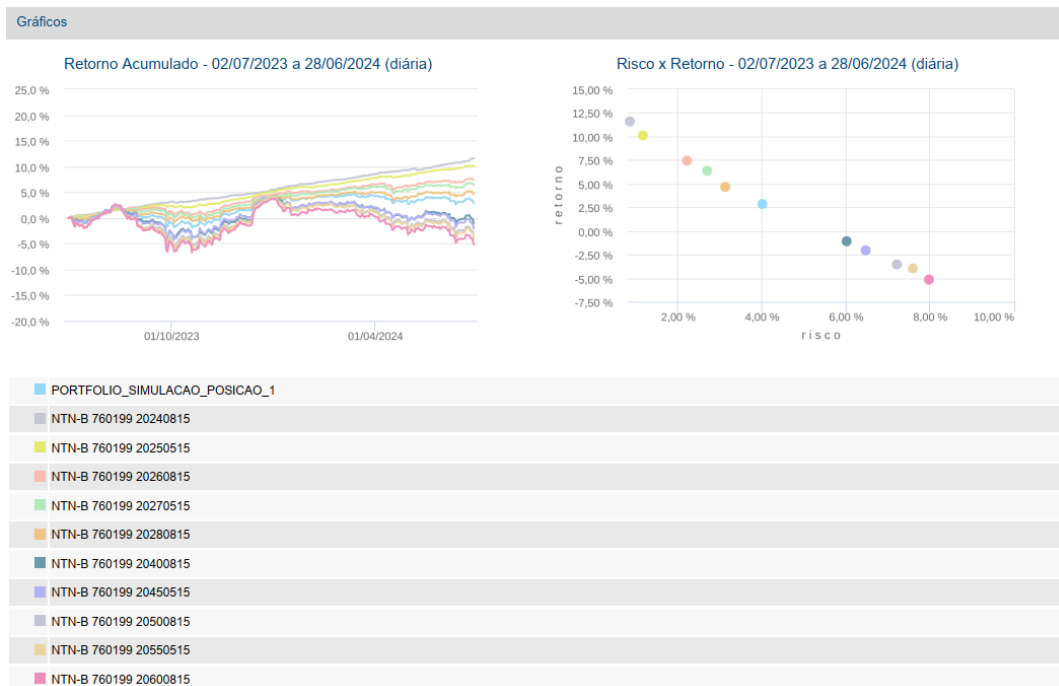 Gráficos
Retorno Acumulado - 02/07/2023 a 28/06/2024 (diária)
25,0 %
20,0 %
15,0 %
10,0 %
5,0 %
0,0 %
-5,0 %
-10,0 %
-15,0 %
-20,0 %
01/10/2023
01/04/2024
Risco x Retorno - 02/07/2023 a 28/06/2024 (diária)
15,00 %
12,50 %
10,00 %
7,50 %
5,00 %
2,50 %
0,00 %
-2,50 %
-5,00 %
-7,50 %
retorno
2,00 %
4,00 %
6,00 %
8,00 %
10,00 %
risco
PORTFOLIO_SIMULACAO_POSICAO_1
NTN-B 760199 20240815
NTN-B 760199 20250515
NTN-B 760199 20260815
NTN-B 760199 20270515
NTN-B 760199 20280815
NTN-B 760199 20400815
NTN-B 760199 20450515
NTN-B 760199 20500815
NTN-B 760199 20550515
NTN-B 760199 20600815